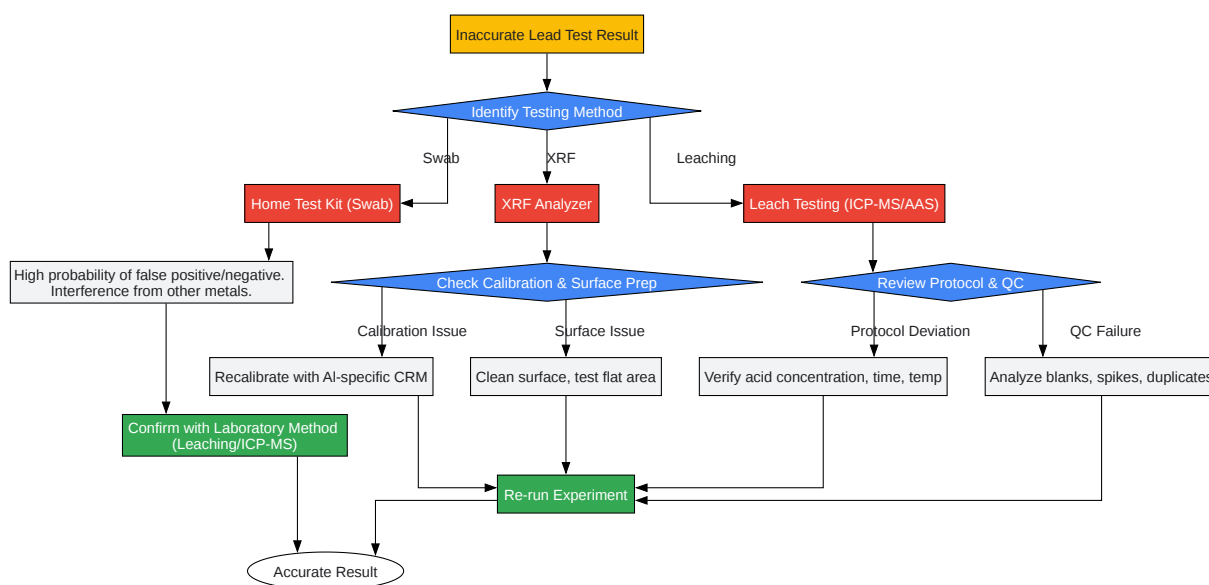 Inaccurate Lead Test Result
Identify Testing Method
Swab
XRF
Leaching
Home Test Kit (Swab)
XRF Analyzer
Leach Testing (ICP-MS/AAS)
High probability of false positive/negative.
Interference from other metals.
Check Calibration & Surface Prep
Review Protocol & QC
Calibration Issue
Surface Issue
Protocol Deviation
QC Failure
Recalibrate with Al-specific CRM
Clean surface, test flat area
Verify acid concentration, time, temp
Analyze blanks, spikes, duplicates
Confirm with Laboratory Method
(Leaching/ICP-MS)
Re-run Experiment
Accurate Result